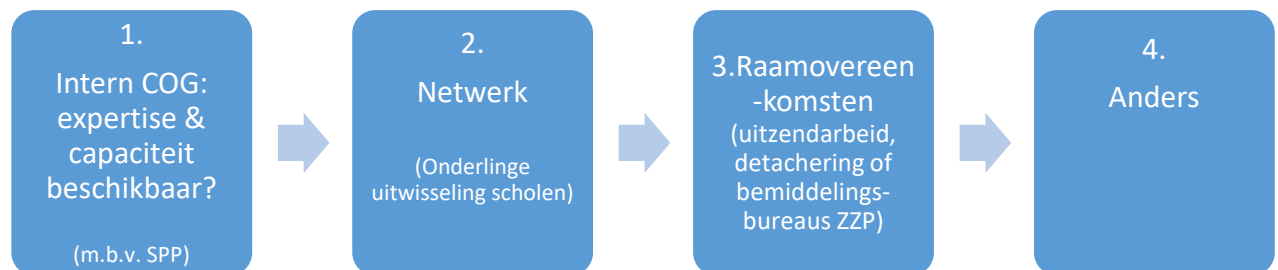 1.
Intern COG:
expertise &
capaciteit
beschikbaar?
(m.b.v. SPP)
2.
Netwerk
(Onderlinge
uitwisseling scholen)
3.Raamovereen
-komsten
(uitzendarbeid,
detachering of
bemiddelings-
bureaus ZZP)
4.
Anders